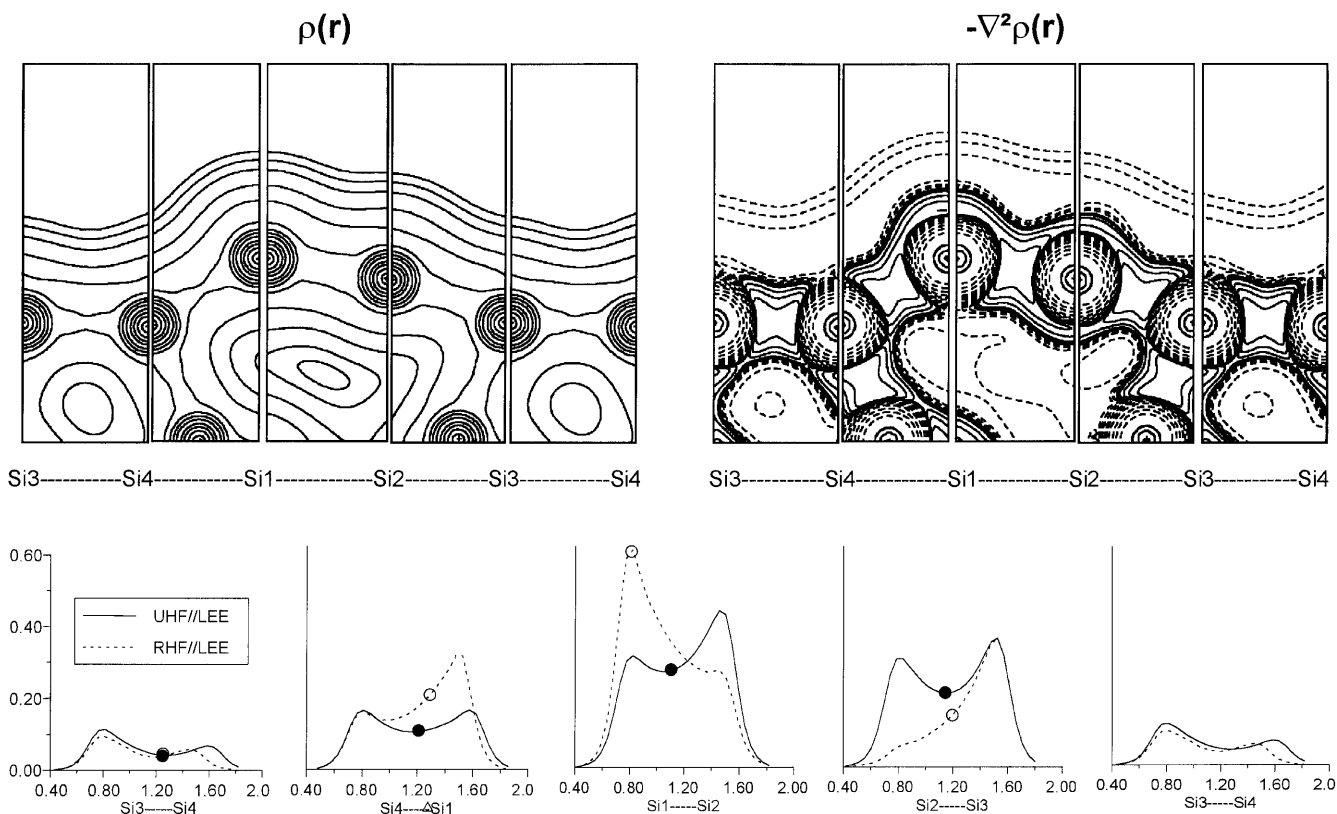 ρ(r)
-∇²ρ(r)
Si3-----------Si4-----------Si1-----------Si2----------Si3-----------Si4
Si3-----------Si4-----------Si1-----------Si2----------Si3-----------Si4
0.60
0.40
0.20
0.00
UHF//LEE
RHF//LEE
0.40 0.80 1.20 1.60 2.0
0.40 0.80 1.20 1.60 2.00
0.40 0.80 1.20 1.60 2.00
0.40 0.80 1.20 1.60 2.00
0.40 0.80 1.20 1.60 2.00
Si3-----Si4
Si4-----Si1
Si1-----Si2
Si2-----Si3
Si3-----Si4